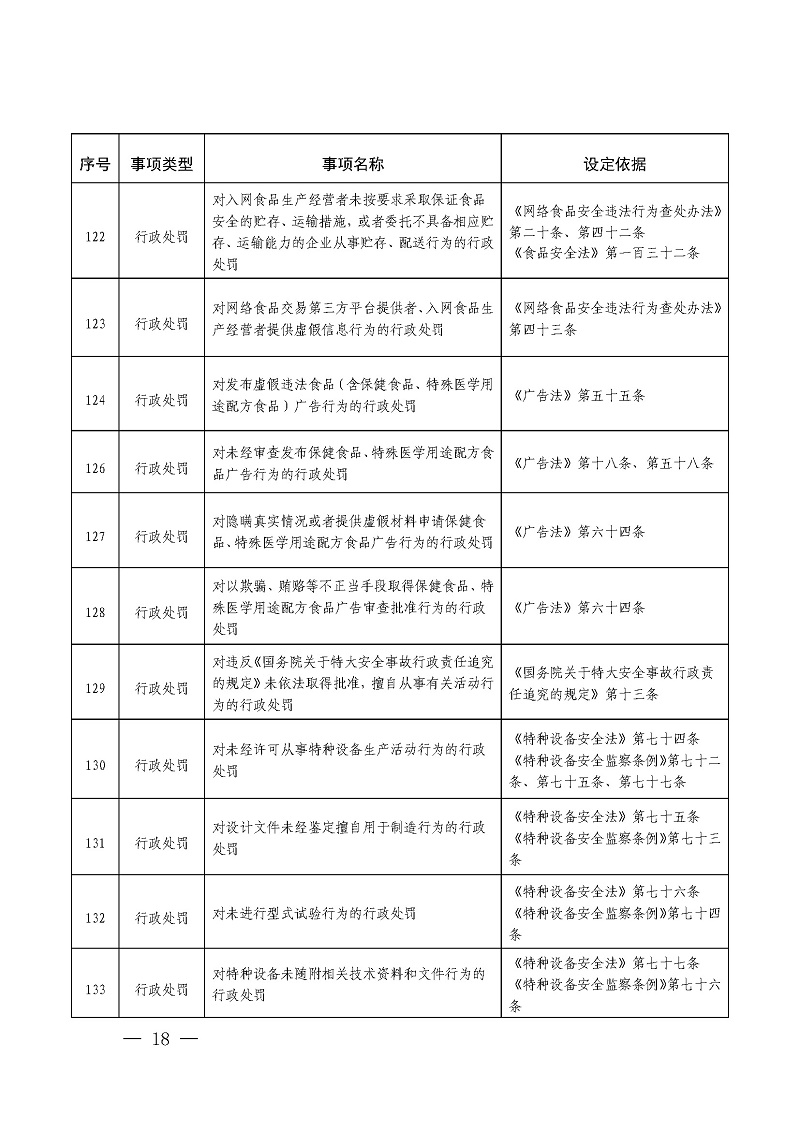 序号 事项类型 事项名称 设定依据
122 行政处罚
对入网食品生产经营者未按要求采取保证食品
安全的贮存、运输措施，或者委托不具备相应贮
存、运输能力的企业从事贮存、配送行为的行政
处罚
《网络食品安全违法行为查处办法》
第二十条、第四十二条
《食品安全法》第一百三十二条
123 行政处罚
对网络食品交易第三方平台提供者、入网食品生
产经营者提供虚假信息行为的行政处罚
《网络食品安全违法行为查处办法》
第四十三条
124 行政处罚
对发布虚假违法食品（含保健食品、特殊医学用
途配方食品）广告行为的行政处罚
《广告法》第五十五条
126 行政处罚
对未经审查发布保健食品、特殊医学用途配方食
品广告行为的行政处罚
《广告法》第十八条、第五十八条
127 行政处罚
对隐瞒真实情况或者提供虚假材料申请保健食
品、特殊医学用途配方食品广告行为的行政处罚
《广告法》第六十四条
128 行政处罚
对以欺骗、贿赂等不正当手段取得保健食品、特
殊医学用途配方食品广告审查批准行为的行政
处罚
《广告法》第六十四条
129 行政处罚
对违反《国务院关于特大安全事故行政责任追究
的规定》未依法取得批准，擅自从事有关活动行
为的行政处罚
《国务院关于特大安全事故行政责
任追究的规定》第十三条
130 行政处罚
对未经许可从事特种设备生产活动行为的行政
处罚
《特种设备安全法》第七十四条
《特种设备安全监察条例》第七十二
条、第七十五条、第七十七条
131 行政处罚
对设计文件未经鉴定擅自用于制造行为的行政
处罚
《特种设备安全法》第七十五条
《特种设备安全监察条例》第七十三
条
132 行政处罚
对未进行型式试验行为的行政处罚
《特种设备安全法》第七十六条
《特种设备安全监察条例》第七十四
条
133 行政处罚
对特种设备未随附相关技术资料和文件行为的
行政处罚
《特种设备安全法》第七十七条
《特种设备安全监察条例》第七十六
条
— 18 —